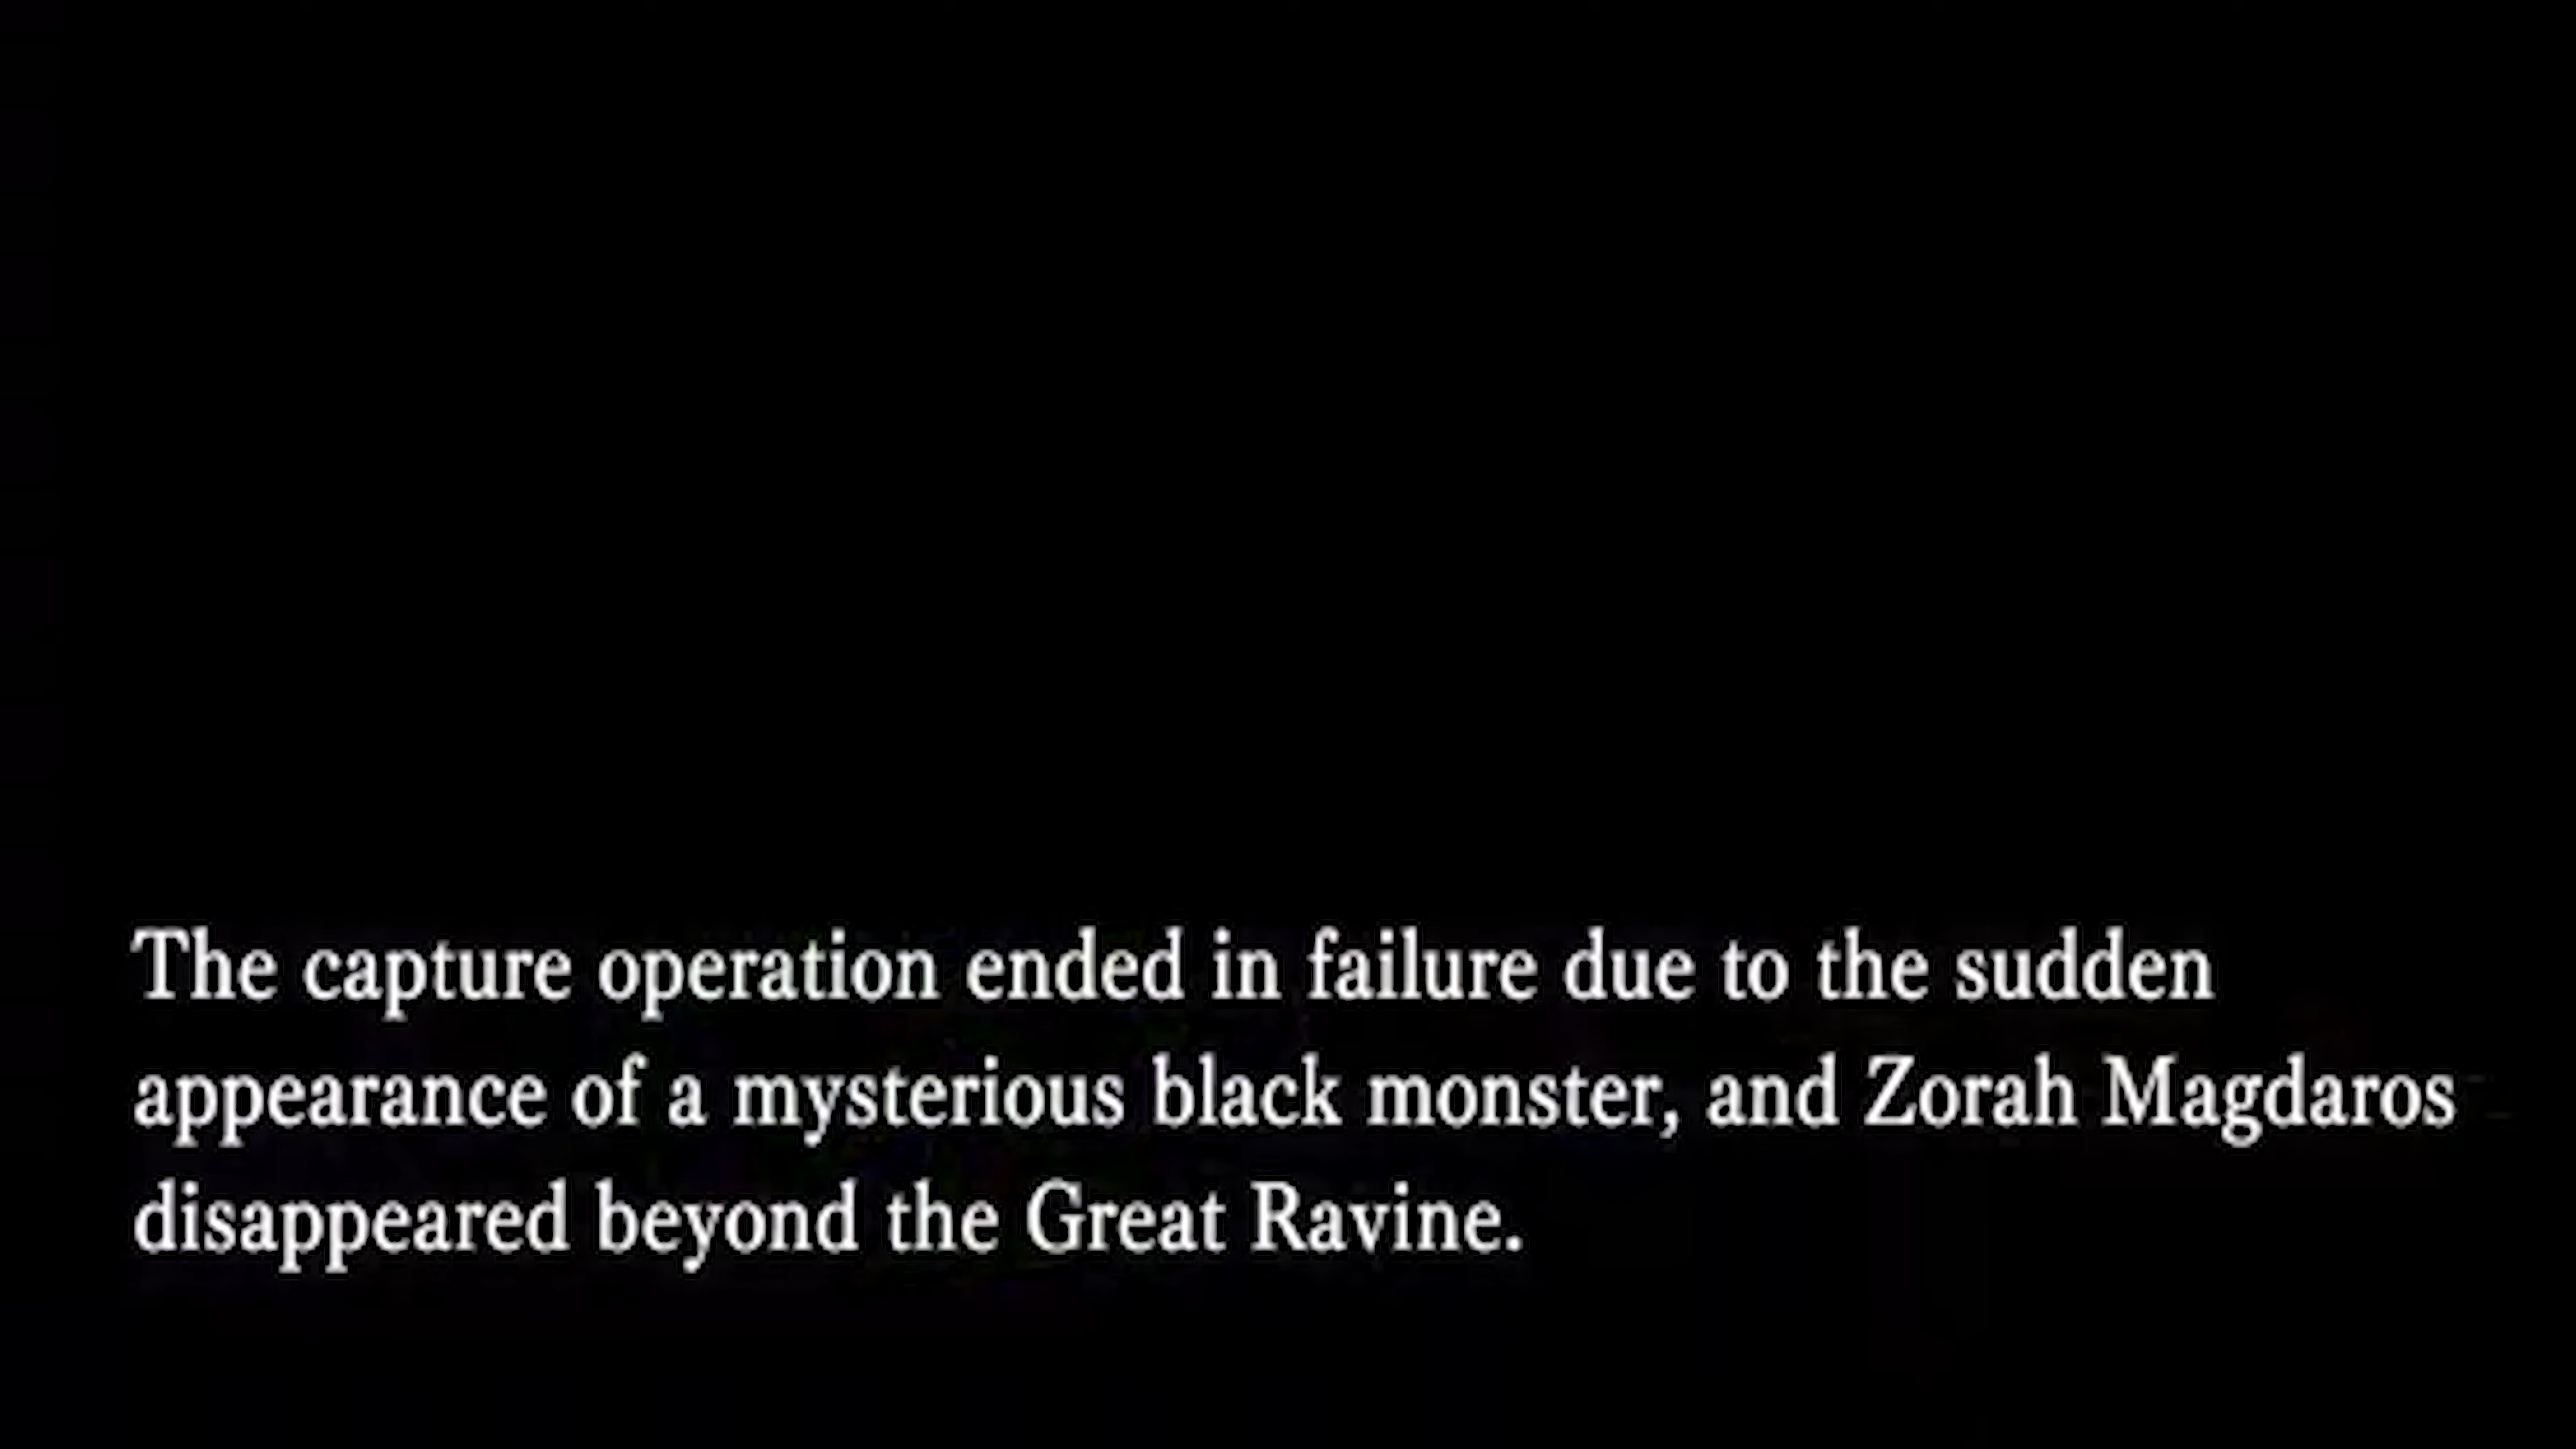 The capture operation ended in failure due to the sudden
appearance of a mysterious black monster, and Zorah Magdaros
disappeared beyond the Great Ravine.